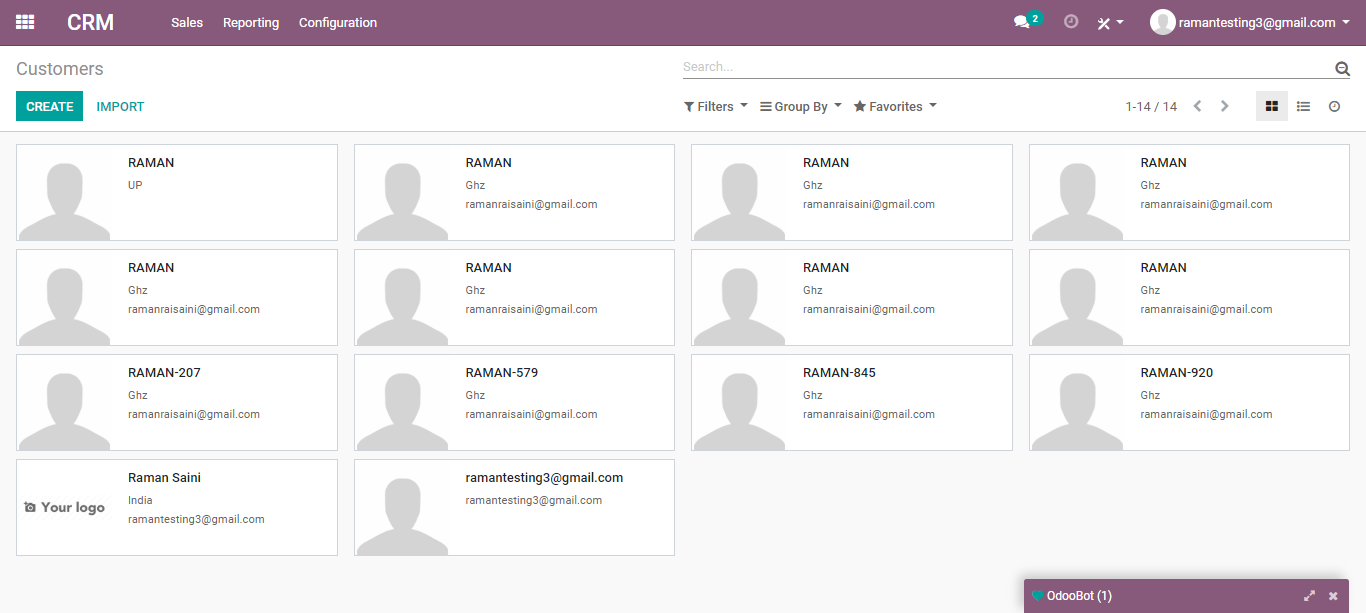 CRM Sales Reporting Configuration 2 ramantesting3@gmail.com
Customers Search...
CREATE IMPORT Filters Group By Favorites 1-14 / 14
RAMAN
UP
RAMAN
Ghz
ramanraisaini@gmail.com
RAMAN
Ghz
ramanraisaini@gmail.com
RAMAN
Ghz
ramanraisaini@gmail.com
RAMAN
Ghz
ramanraisaini@gmail.com
RAMAN
Ghz
ramanraisaini@gmail.com
RAMAN
Ghz
ramanraisaini@gmail.com
RAMAN
Ghz
ramanraisaini@gmail.com
RAMAN-207
Ghz
ramanraisaini@gmail.com
RAMAN-579
Ghz
ramanraisaini@gmail.com
RAMAN-845
Ghz
ramanraisaini@gmail.com
RAMAN-920
Ghz
ramanraisaini@gmail.com
Your logo
Raman Saini
India
ramantesting3@gmail.com
ramantesting3@gmail.com
ramantesting3@gmail.com
OdooBot (1)